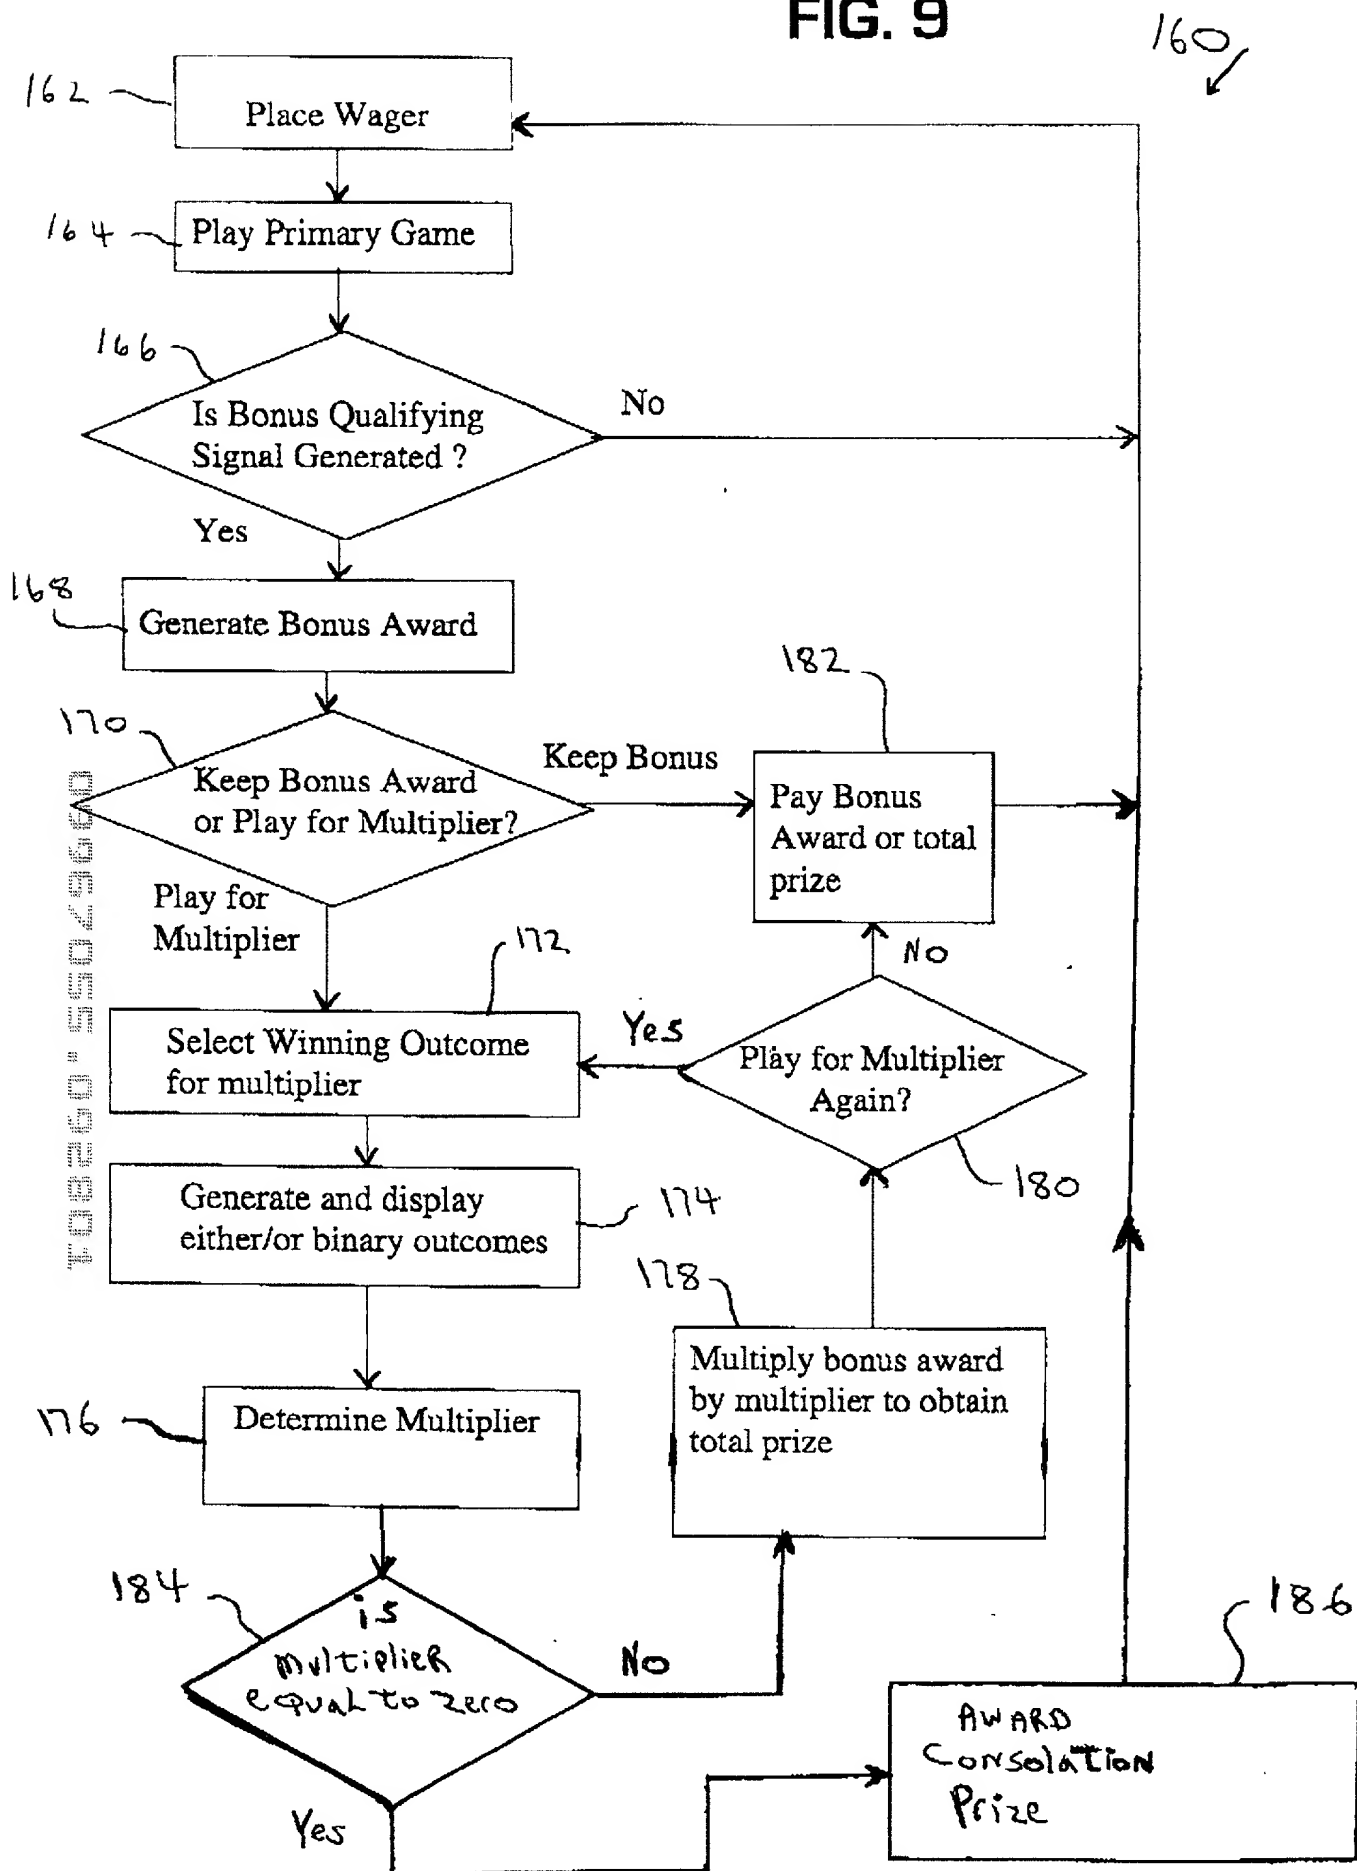 FIG. 9
160
162
Place Wager
164
Play Primary Game
166
Is Bonus Qualifying
Signal Generated ?
No
Yes
168
Generate Bonus Award
170
Keep Bonus Award
or Play for Multiplier?
Keep Bonus
182
Pay Bonus
Award or total
prize
Play for
Multiplier
172
Select Winning Outcome
for multiplier
Yes
No
Play for Multiplier
Again?
180
Generate and display
either/or binary outcomes
174
176
Determine Multiplier
178
Multiply bonus award
by multiplier to obtain
total prize
184
is
multiplier
equal to zero
No
Yes
186
AWARD
Consolation
Prize
09967055.092801